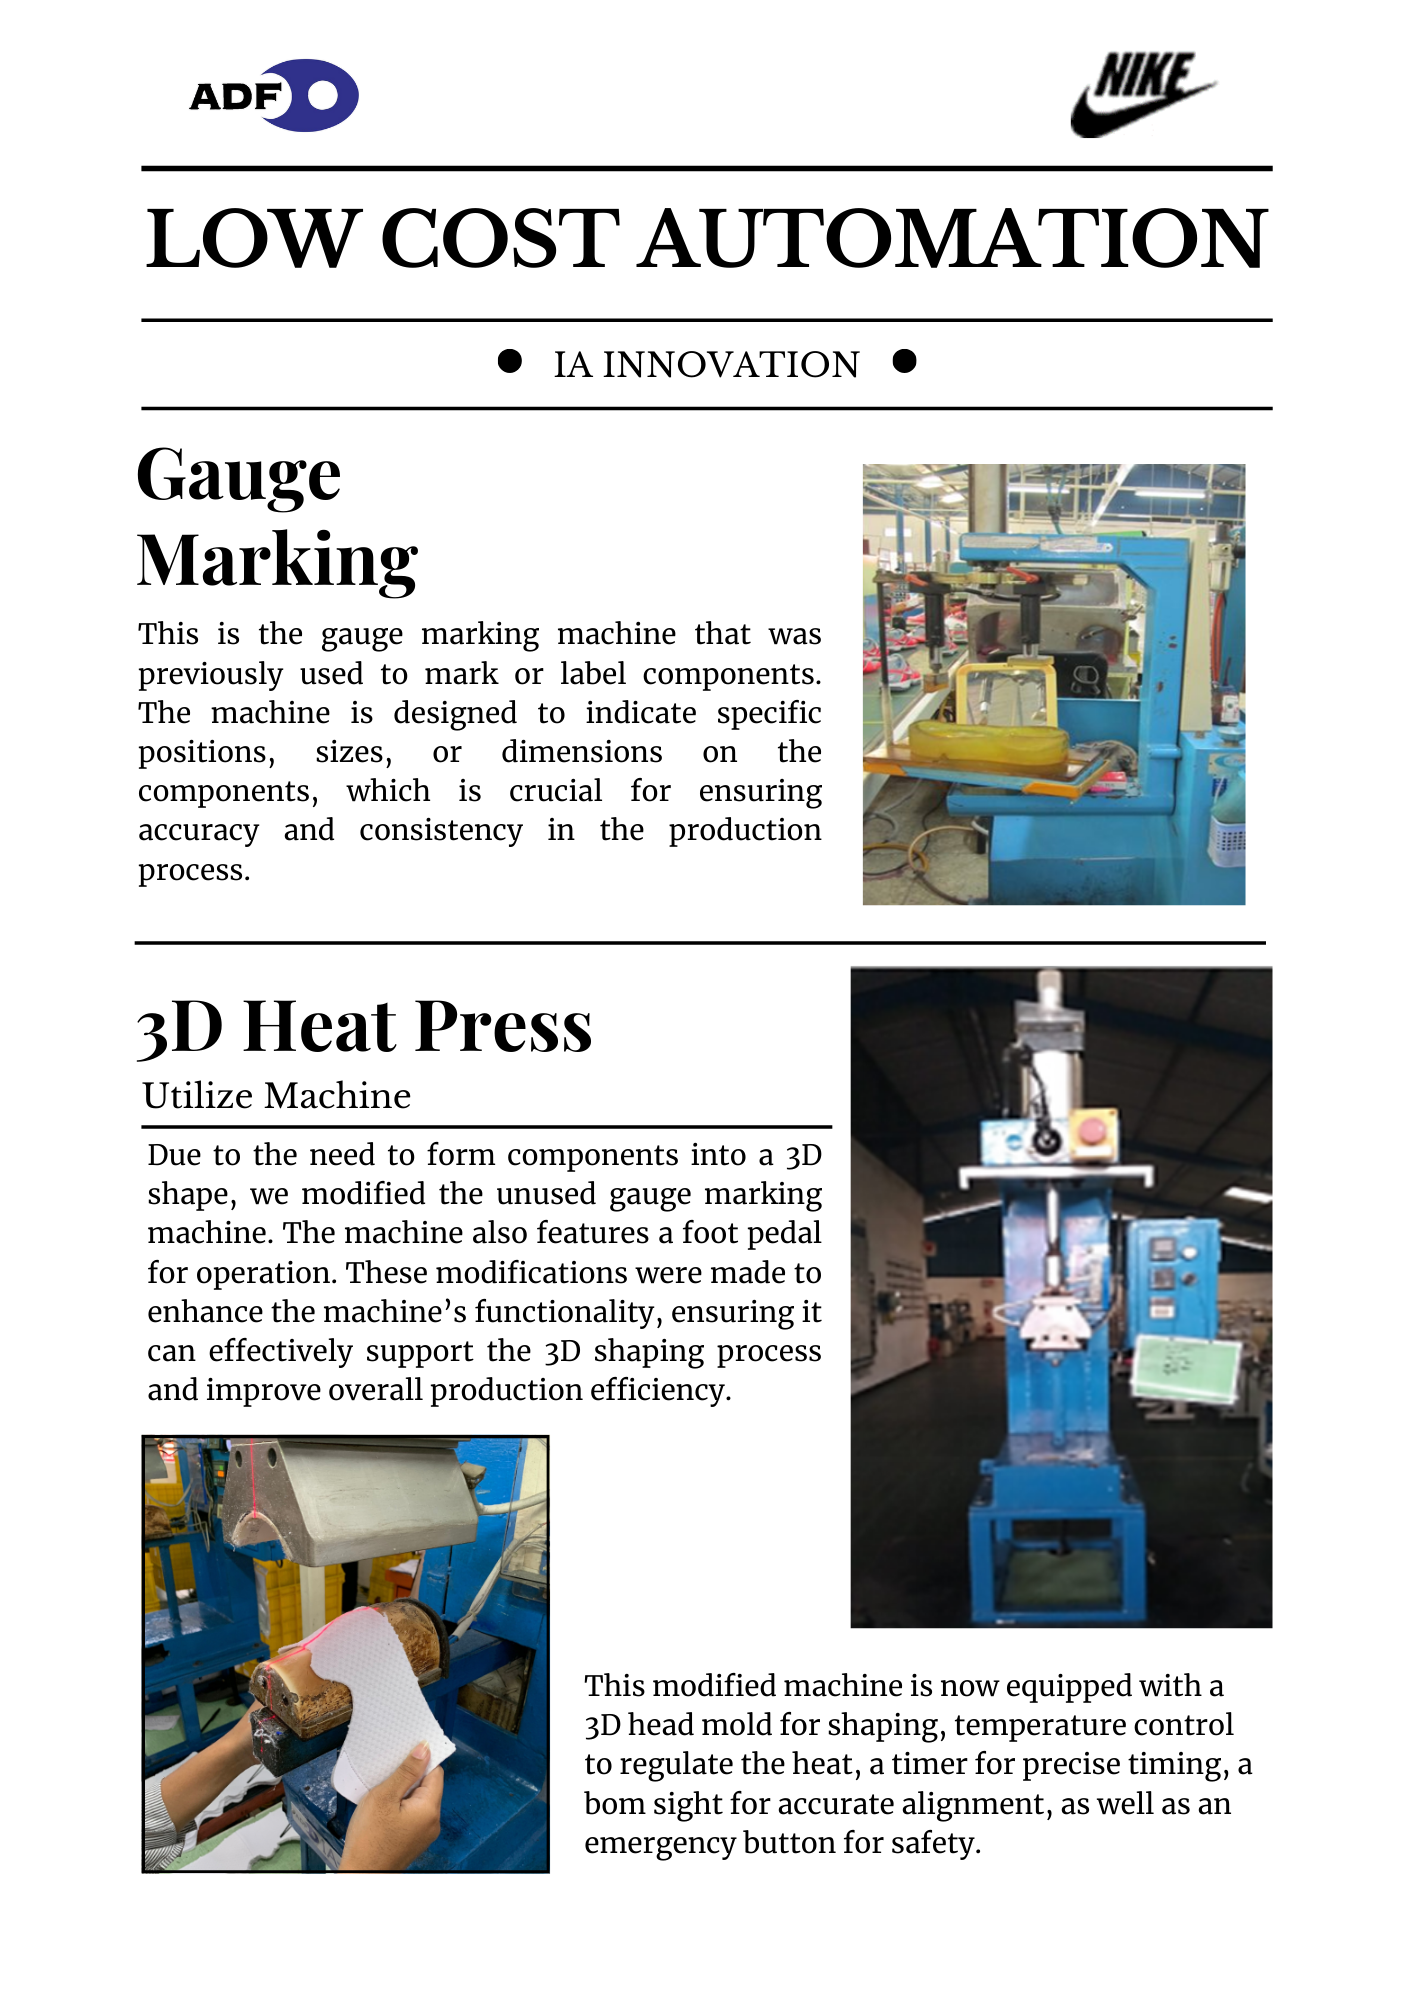 ADF
NIKE
LOW COST AUTOMATION
● IA INNOVATION ●
Gauge
Marking
This is the gauge marking machine that was
previously used to mark or label components.
The machine is designed to indicate specific
positions, sizes, or dimensions on the
components, which is crucial for ensuring
accuracy and consistency in the production
process.
3D Heat Press
Utilize Machine
Due to the need to form components into a 3D
shape, we modified the unused gauge marking
machine. The machine also features a foot pedal
for operation. These modifications were made to
enhance the machine’s functionality, ensuring it
can effectively support the 3D shaping process
and improve overall production efficiency.
This modified machine is now equipped with a
3D head mold for shaping, temperature control
to regulate the heat, a timer for precise timing, a
bom sight for accurate alignment, as well as an
emergency button for safety.